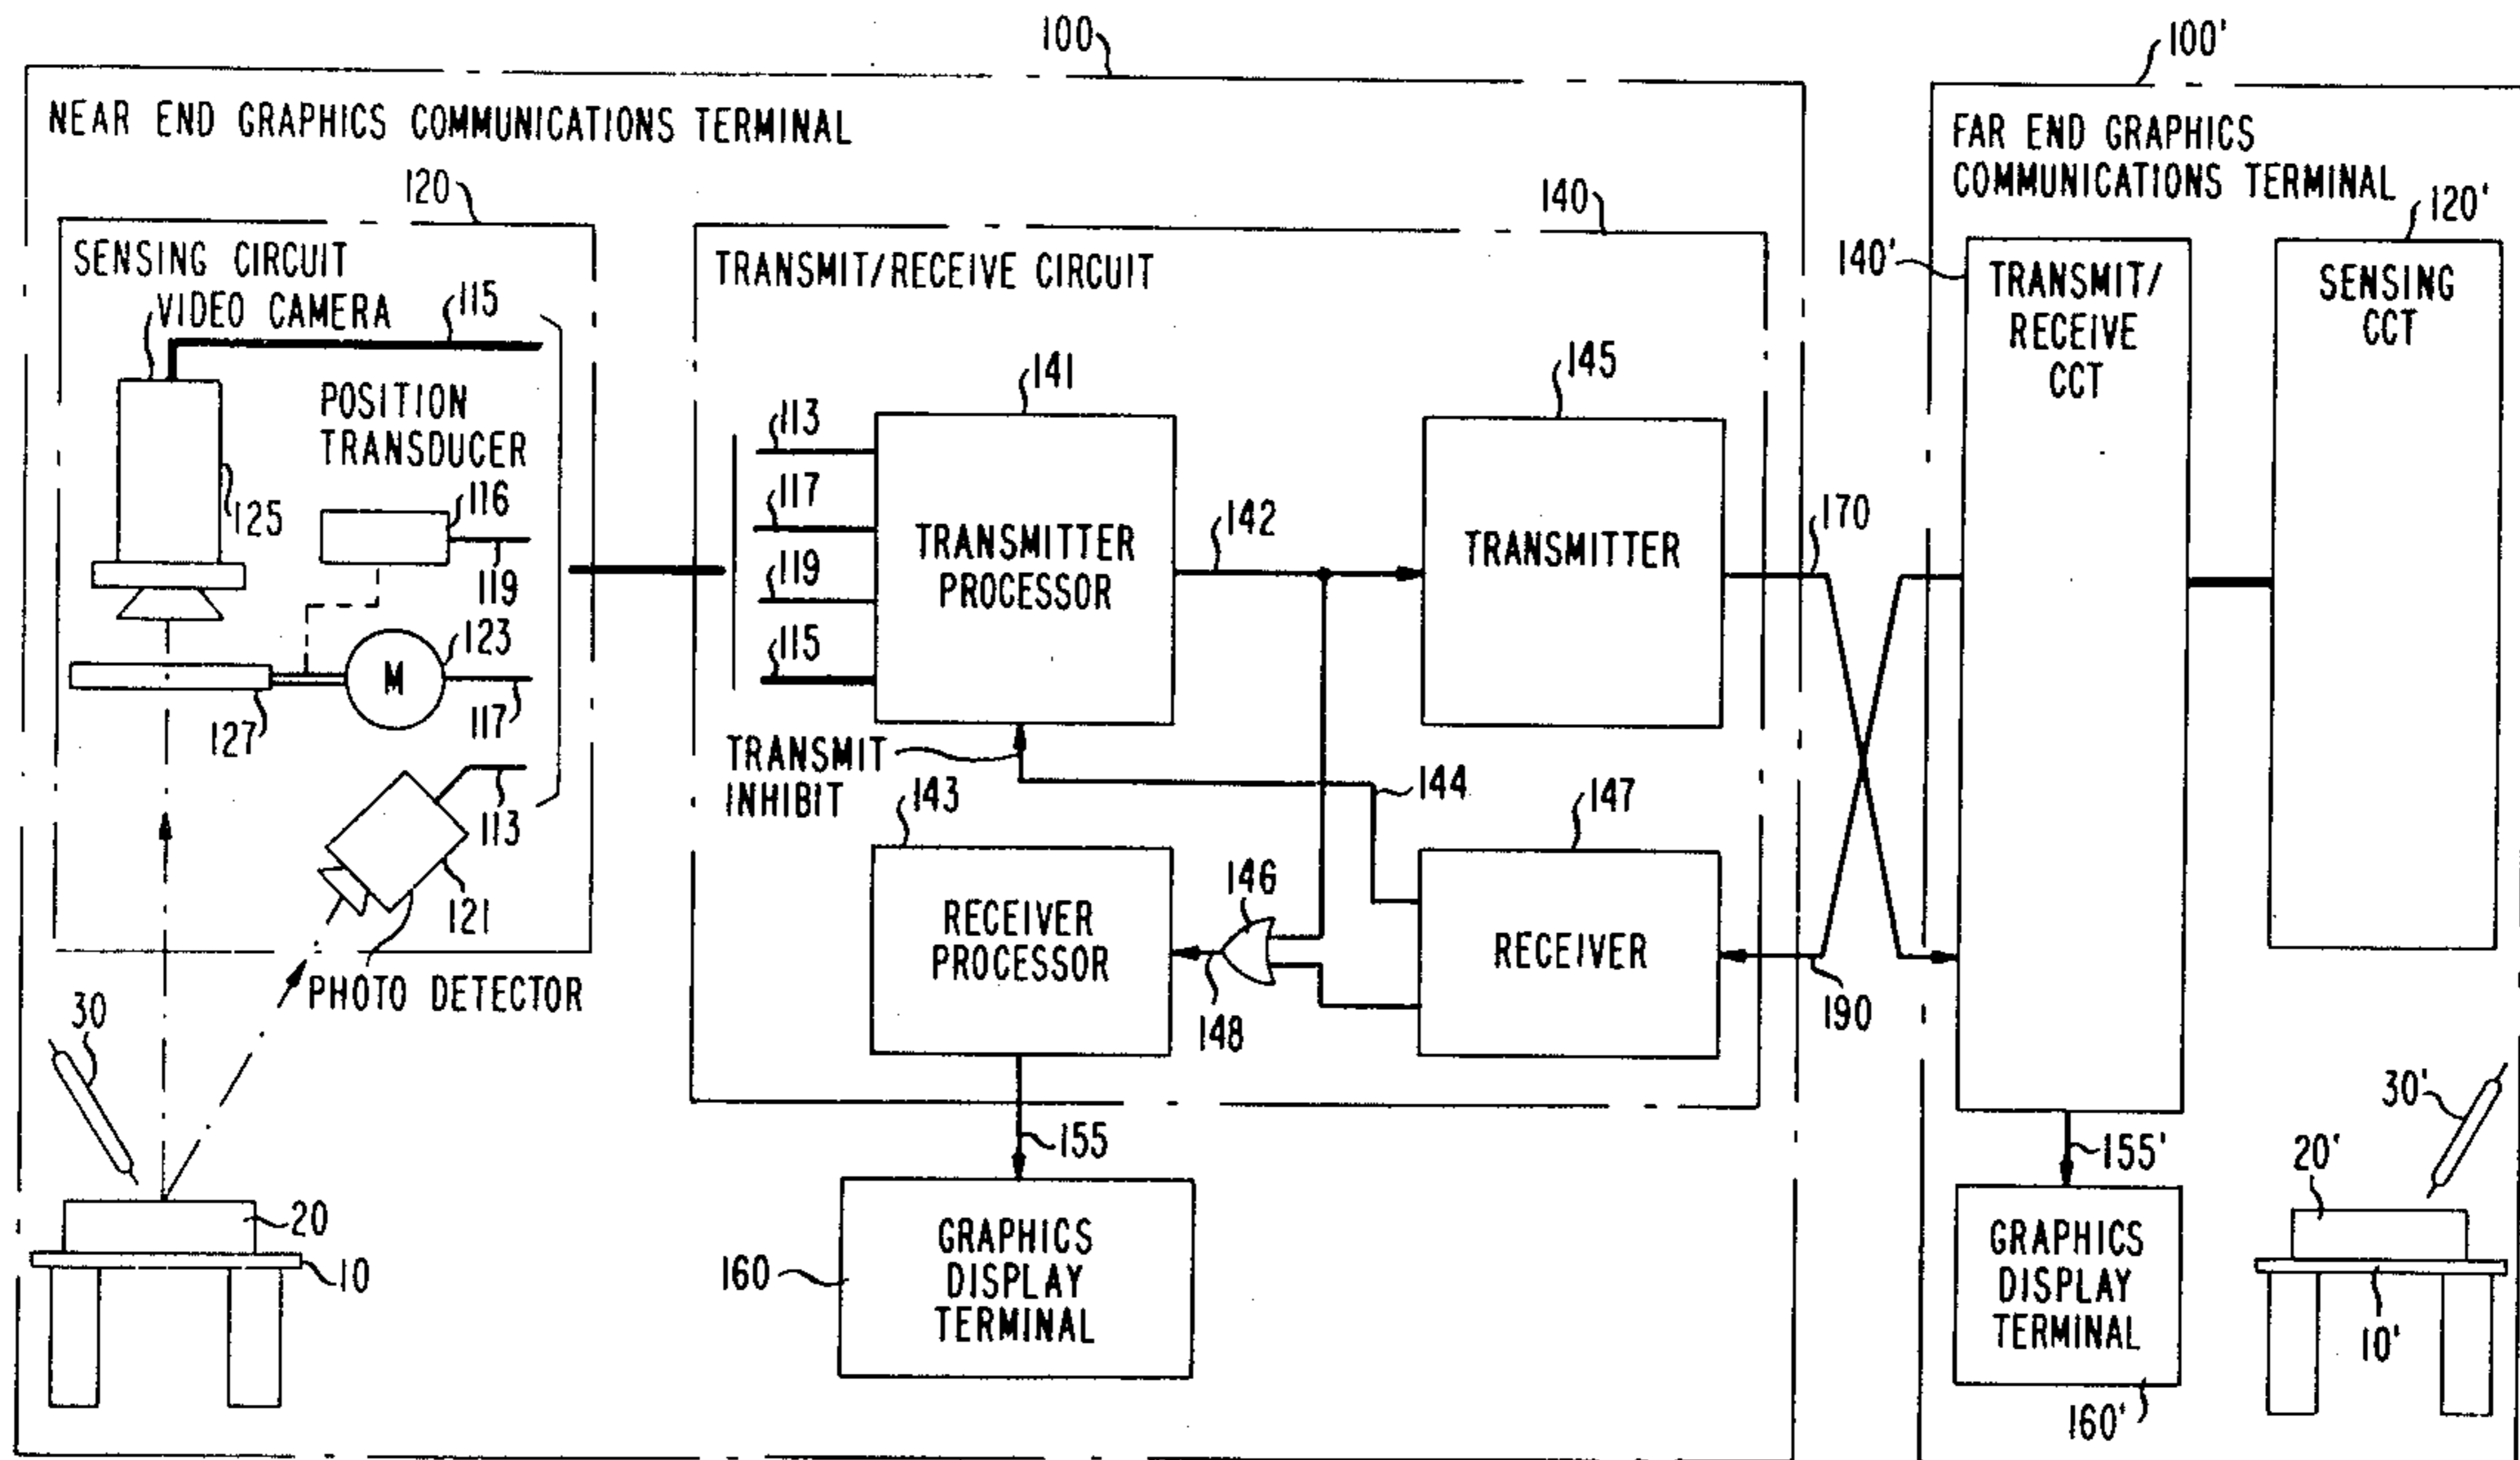 100
100'
NEAR END GRAPHICS COMMUNICATIONS TERMINAL
FAR END GRAPHICS
COMMUNICATIONS TERMINAL
120
140
120'
140'
SENSING CIRCUIT
VIDEO CAMERA
115
TRANSMIT/RECEIVE CIRCUIT
TRANSMIT/
RECEIVE
CCT
SENSING
CCT
POSITION
TRANSDUCER
116
125
119
123
M
127
117
113
121
PHOTO DETECTOR
113
117
119
115
141
TRANSMITTER
PROCESSOR
142
145
TRANSMITTER
170
TRANSMIT
INHIBIT
143
144
147
RECEIVER
PROCESSOR
146
148
RECEIVER
190
30
20
10
155
160
GRAPHICS
DISPLAY
TERMINAL
155'
GRAPHICS
DISPLAY
TERMINAL
160'
30'
20'
10'